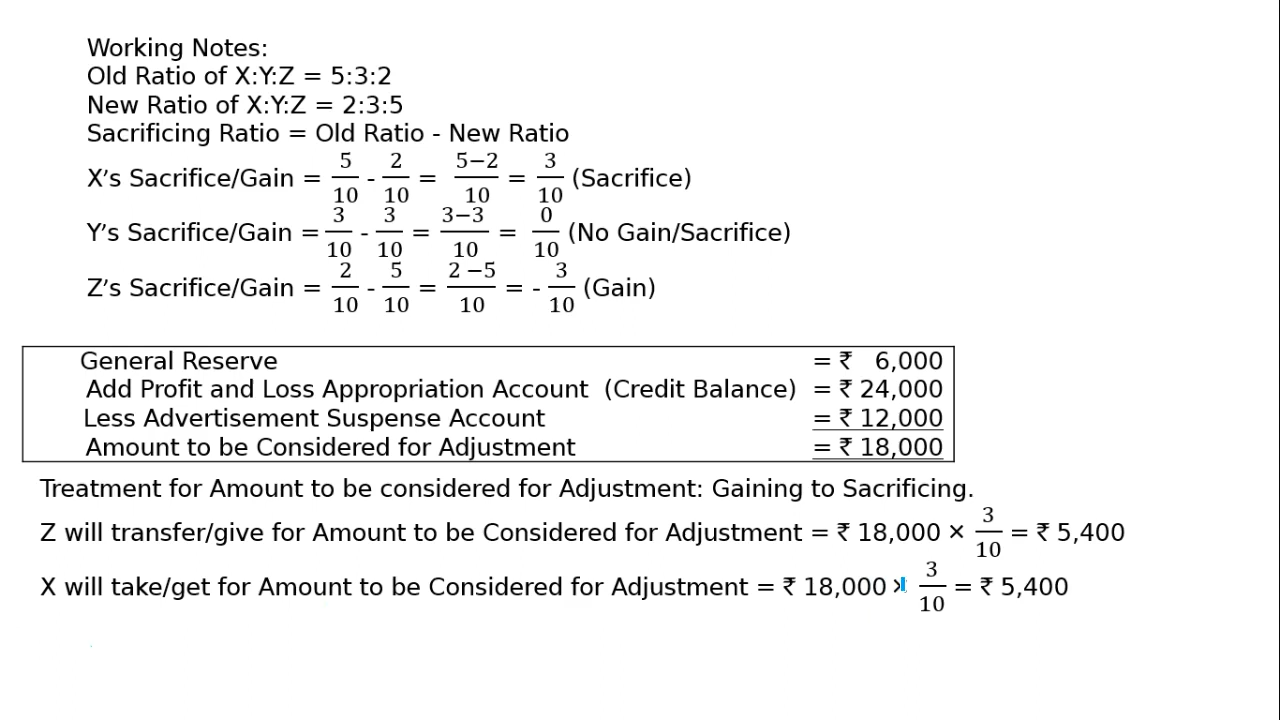 Working Notes:
Old Ratio of X:Y:Z = 5:3:2
New Ratio of X:Y:Z = 2:3:5
Sacrificing Ratio = Old Ratio - New Ratio
X’s Sacrifice/Gain = 5/10 - 2/10 = 5−2/10 = 3/10 (Sacrifice)
Y’s Sacrifice/Gain = 3/10 - 3/10 = 3−3/10 = 0/10 (No Gain/Sacrifice)
Z’s Sacrifice/Gain = 2/10 - 5/10 = 2 −5/10 = - 3/10 (Gain)
General Reserve = ₹ 6,000
Add Profit and Loss Appropriation Account (Credit Balance) = ₹ 24,000
Less Advertisement Suspense Account = ₹ 12,000
Amount to be Considered for Adjustment = ₹ 18,000
Treatment for Amount to be considered for Adjustment: Gaining to Sacrificing.
Z will transfer/give for Amount to be Considered for Adjustment = ₹ 18,000 × 3/10 = ₹ 5,400
X will take/get for Amount to be Considered for Adjustment = ₹ 18,000 × 3/10 = ₹ 5,400